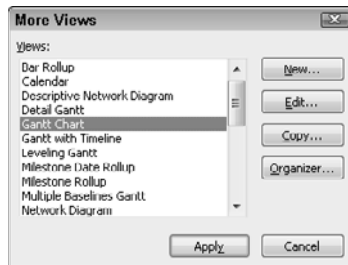 More Views
Views:
Bar Rollup
Calendar
Descriptive Network Diagram
Detail Gantt
Gantt Chart
Gantt with Timeline
Leveling Gantt
Milestone Date Rollup
Milestone Rollup
Multiple Baselines Gantt
Network Diagram
New...
Edit...
Copy...
Organizer...
Apply
Cancel